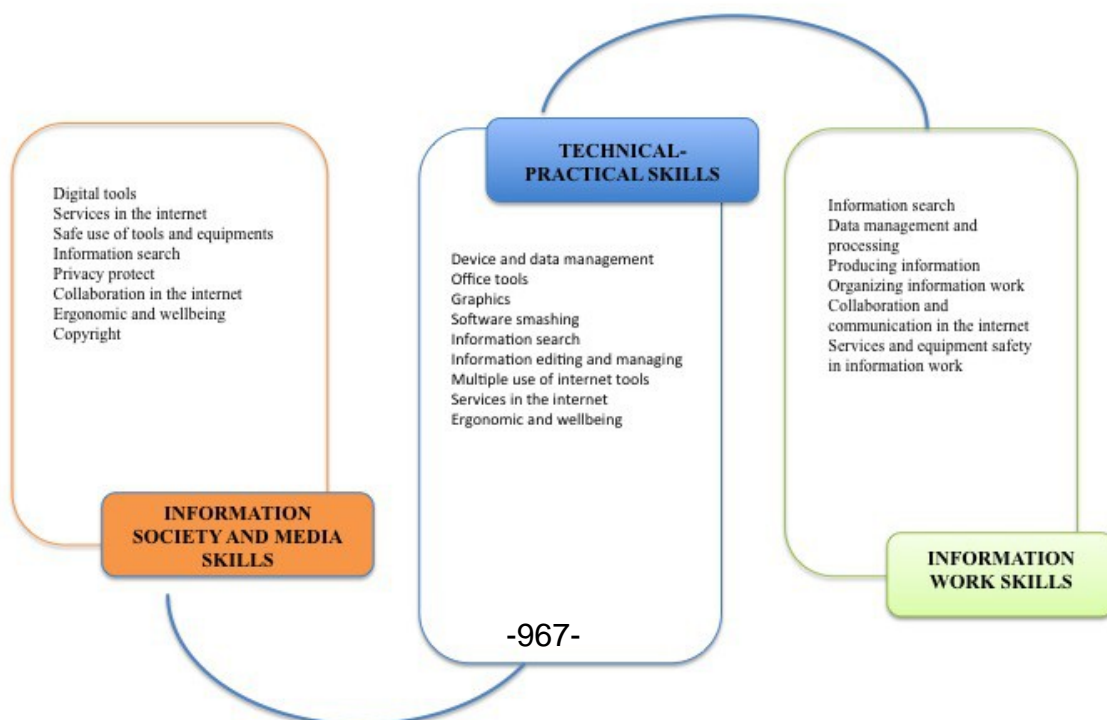 Digital tools
Services in the internet
Safe use of tools and equipments
Information search
Privacy protect
Collaboration in the internet
Ergonomic and wellbeing
Copyright
INFORMATION
SOCIETY AND MEDIA
SKILLS
TECHNICAL-
PRACTICAL SKILLS
Device and data management
Office tools
Graphics
Software smashing
Information search
Information editing and managing
Multiple use of internet tools
Services in the internet
Ergonomic and wellbeing
-967-
Information search
Data management and
processing
Producing information
Organizing information work
Collaboration and
communication in the internet
Services and equipment safety
in information work
INFORMATION
WORK SKILLS